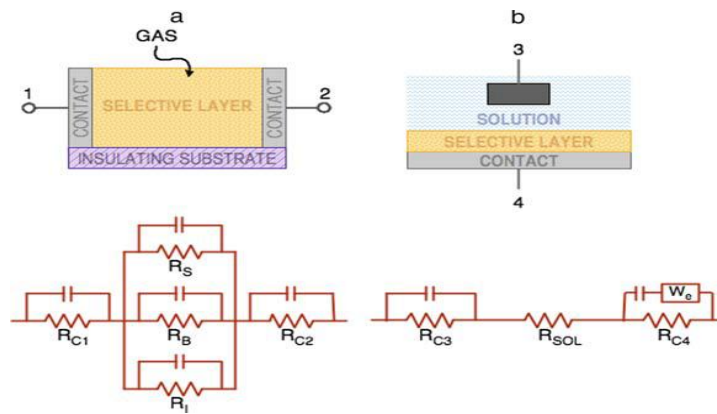 a
GAS
1
CONTACT
SELECTIVE LAYER
CONTACT
2
INSULATING SUBSTRATE
b
3
SOLUTION
SELECTIVE LAYER
CONTACT
4
RS
RC1
RB
RC2
RI
RC3
RSOL
We
RC4